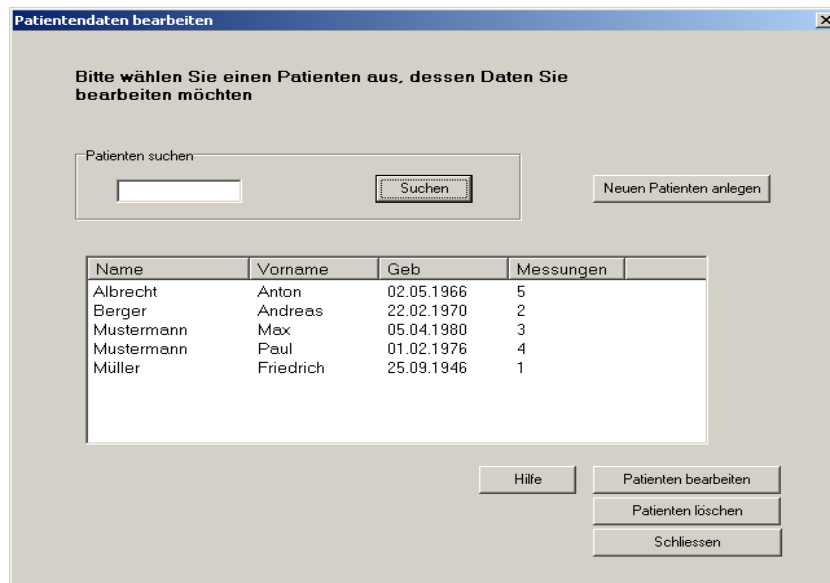 Patientendaten bearbeiten
Bitte wählen Sie einen Patienten aus, dessen Daten Sie
bearbeiten möchten
Patienten suchen
Suchen
Neuen Patienten anlegen
Name Vorname Geb Messungen
Albrecht Anton 02.05.1966 5
Berger Andreas 22.02.1970 2
Mustermann Max 05.04.1980 3
Mustermann Paul 01.02.1976 4
Müller Friedrich 25.09.1946 1
Hilfe Patienten bearbeiten
Patienten löschen
Schliessen